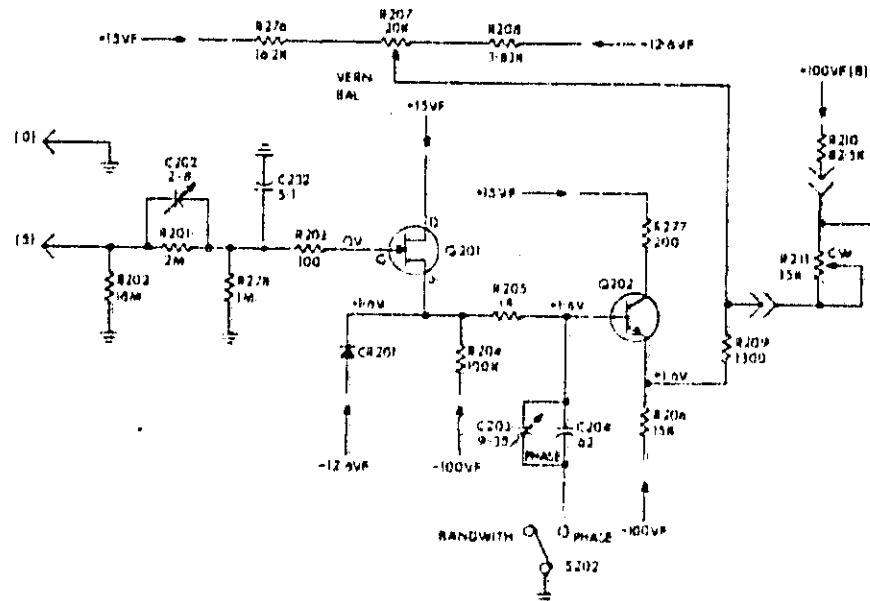 R207
20K
R276
16.2K
R208
3.83K
+15VF
-12.6VF
VERN
BAL
+100VF(B)
+15VF
R210
82.5K
(0)
C202
2-8
C232
5.1
+15VF
R277
200
(5)
R201
2M
R203
100
0V
D
G
Q201
R211
15K
CW
R202
R278
1M
S
R205
1K
Q202
+1.6V
+1.6V
CR201
R204
100K
R209
1300
+1.6V
R206
15K
C203
9-35
PHASE
C204
62
-12.6VF
-100VF
-100VF
BANDWITH
PHASE
S202